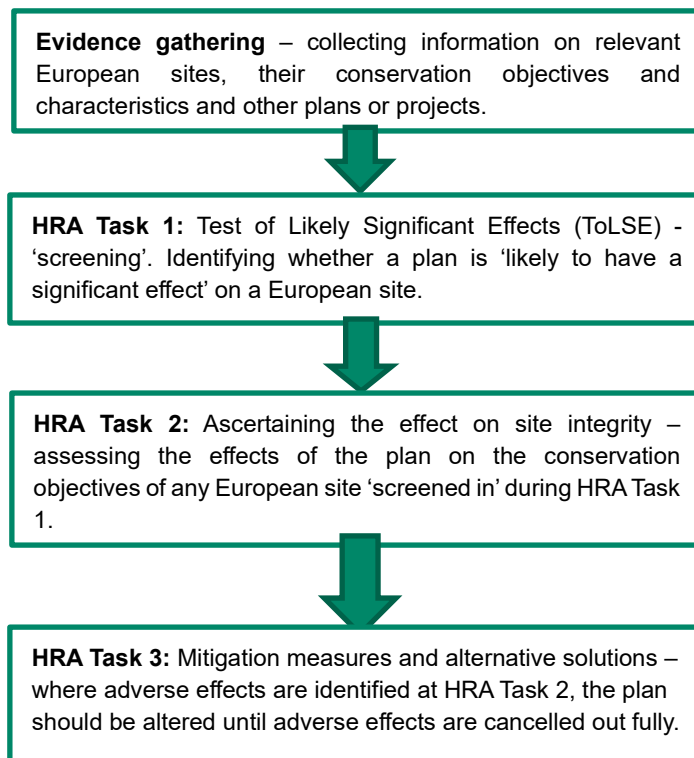 Evidence gathering – collecting information on relevant
European sites, their conservation objectives and
characteristics and other plans or projects.
HRA Task 1: Test of Likely Significant Effects (ToLSE) -
‘screening’. Identifying whether a plan is ‘likely to have a
significant effect’ on a European site.
HRA Task 2: Ascertaining the effect on site integrity –
assessing the effects of the plan on the conservation
objectives of any European site ‘screened in’ during HRA Task
1.
HRA Task 3: Mitigation measures and alternative solutions –
where adverse effects are identified at HRA Task 2, the plan
should be altered until adverse effects are cancelled out fully.